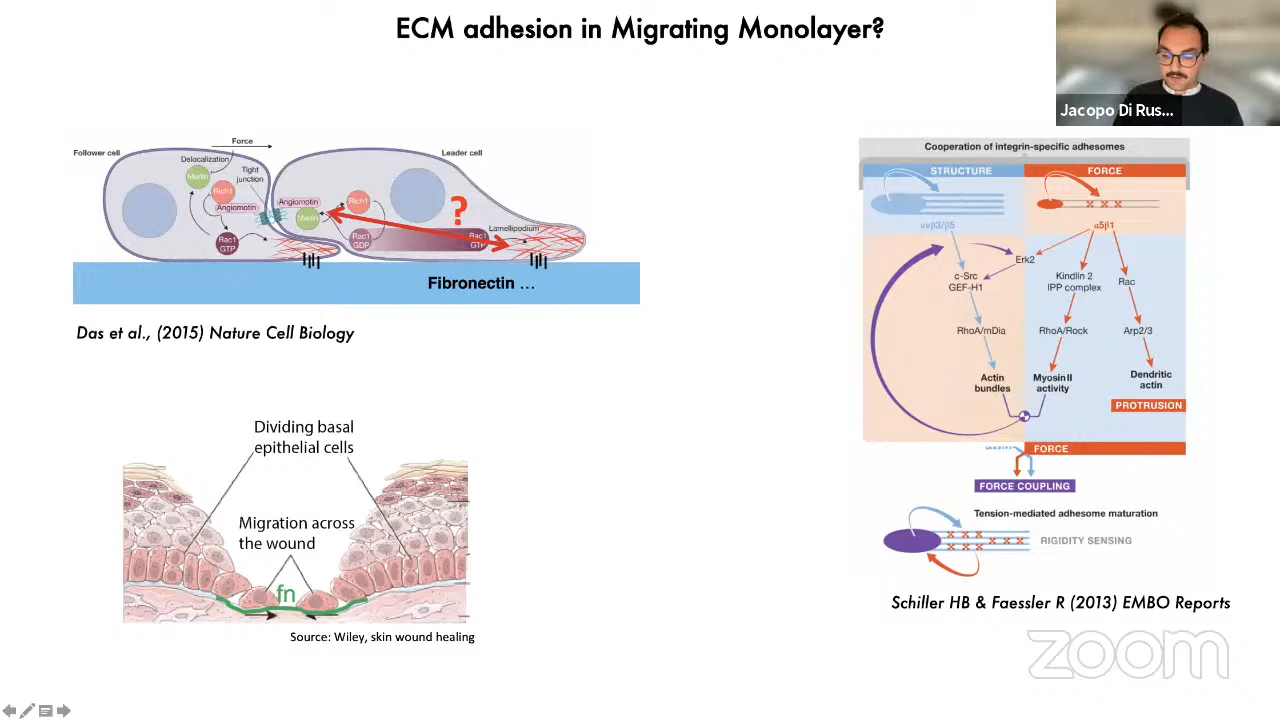 ECM adhesion in Migrating Monolayer?
Jacopo Di Rus...
Follower cell
Force
Leader cell
Delocalization
Merlin
Tight
junction
Rich1
Angiomotin
Rac1
GTP
Angiomotin
Merlin
Rich1
Rac1
GDP
?
Rac1
GTP
Lamellipodium
Fibronectin ...
Das et al., (2015) Nature Cell Biology
Dividing basal
epithelial cells
Migration across
the wound
fn
Source: Wiley, skin wound healing
Cooperation of integrin-specific adhesomes
STRUCTURE
FORCE
αvβ3/β5
α5β1
Erk2
c-Src
GEF-H1
Kindlin 2
IPP complex
Rac
RhoA/mDia
RhoA/Rock
Arp2/3
Actin
bundles
Myosin II
activity
Dendritic
actin
PROTRUSION
FORCE
FORCE COUPLING
Tension-mediated adhesome maturation
RIGIDITY SENSING
Schiller HB & Faessler R (2013) EMBO Reports
zoom